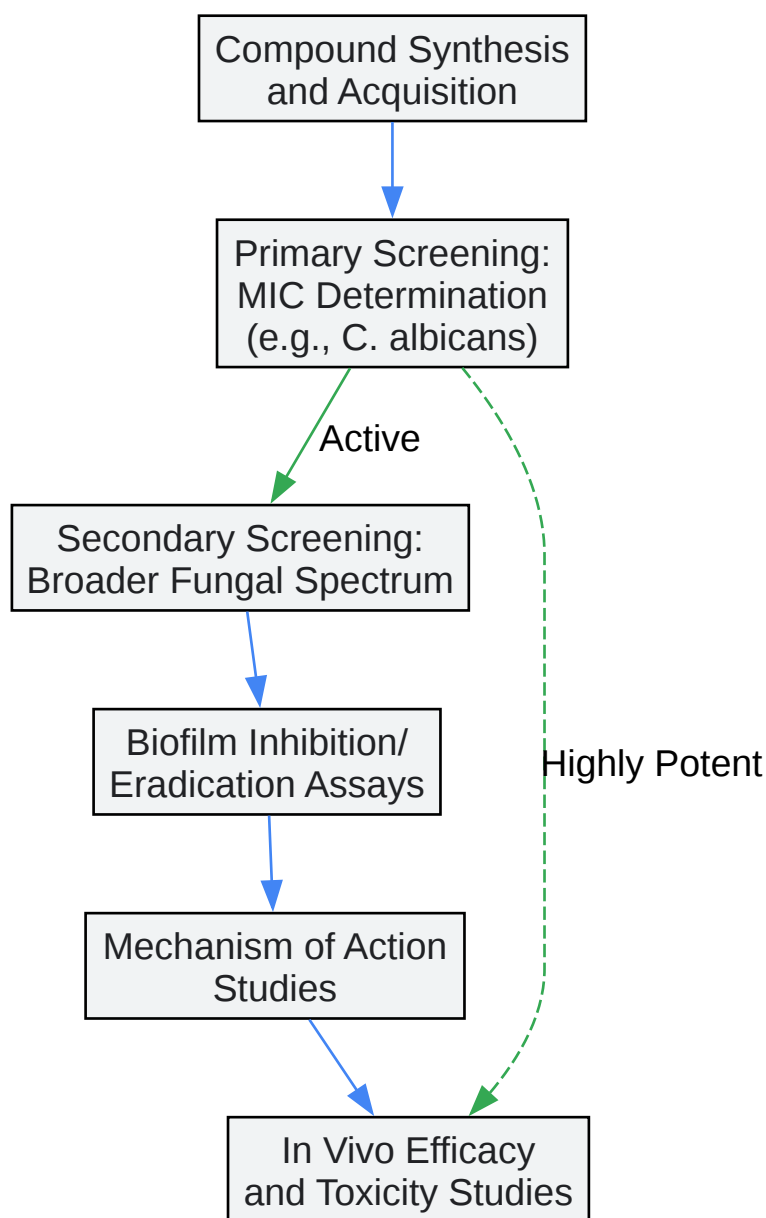 Compound Synthesis
and Acquisition
Primary Screening:
MIC Determination
(e.g., C. albicans)
Active
Secondary Screening:
Broader Fungal Spectrum
Biofilm Inhibition/
Eradication Assays
Highly Potent
Mechanism of Action
Studies
In Vivo Efficacy
and Toxicity Studies